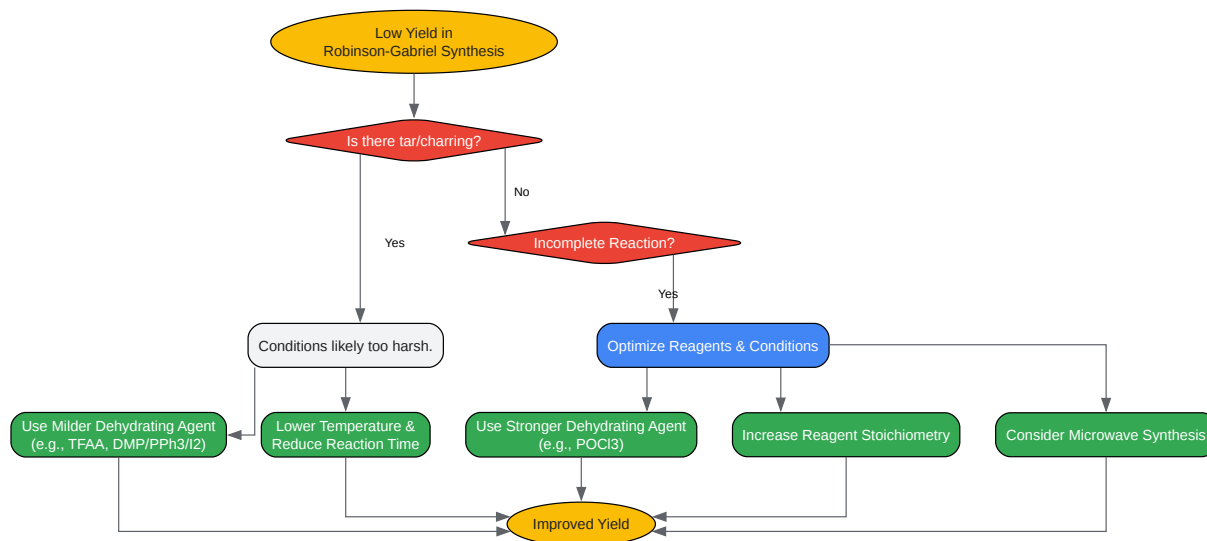 Low Yield in
Robinson-Gabriel Synthesis
Is there tar/charring?
No
Yes
Incomplete Reaction?
Yes
Conditions likely too harsh.
Optimize Reagents & Conditions
Use Milder Dehydrating Agent
(e.g., TFAA, DMP/PPh3/I2)
Lower Temperature &
Reduce Reaction Time
Use Stronger Dehydrating Agent
(e.g., POCl3)
Increase Reagent Stoichiometry
Consider Microwave Synthesis
Improved Yield